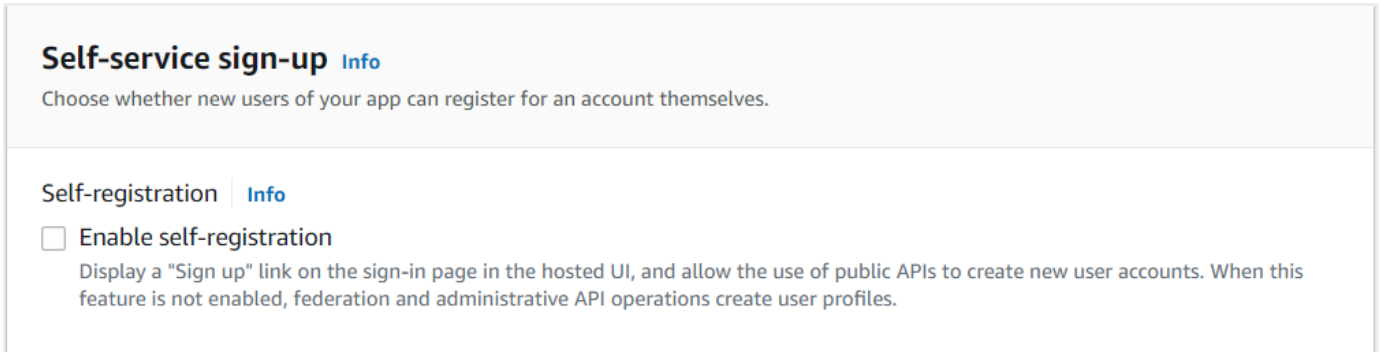 Self-service sign-up Info
Choose whether new users of your app can register for an account themselves.
Self-registration Info
Enable self-registration
Display a "Sign up" link on the sign-in page in the hosted UI, and allow the use of public APIs to create new user accounts. When this
feature is not enabled, federation and administrative API operations create user profiles.